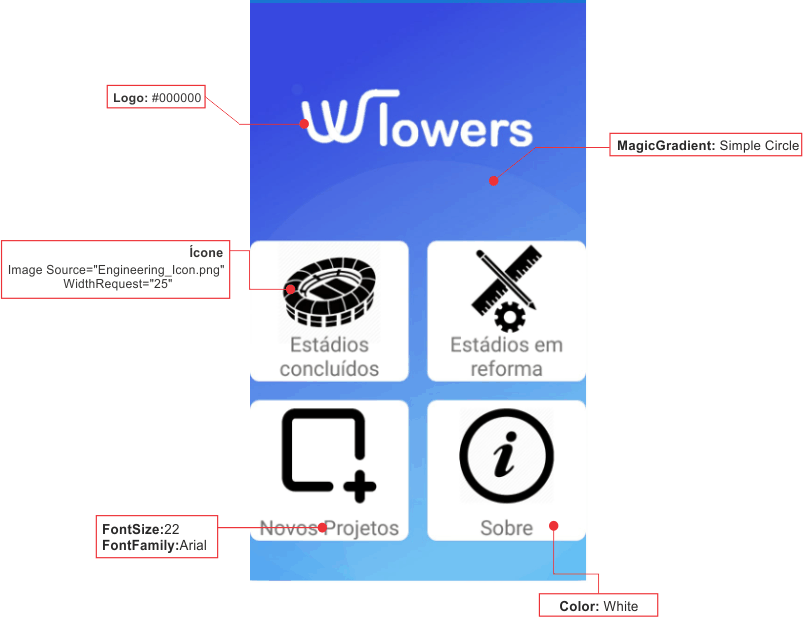 Logo: #000000
WTowers
MagicGradient: Simple Circle
Ícone
Image Source="Engineering_Icon.png"
WidthRequest="25"
Estádios
concluídos
Estádios em
reforma
Novos Projetos
Sobre
FontSize:22
FontFamily:Arial
Color: White